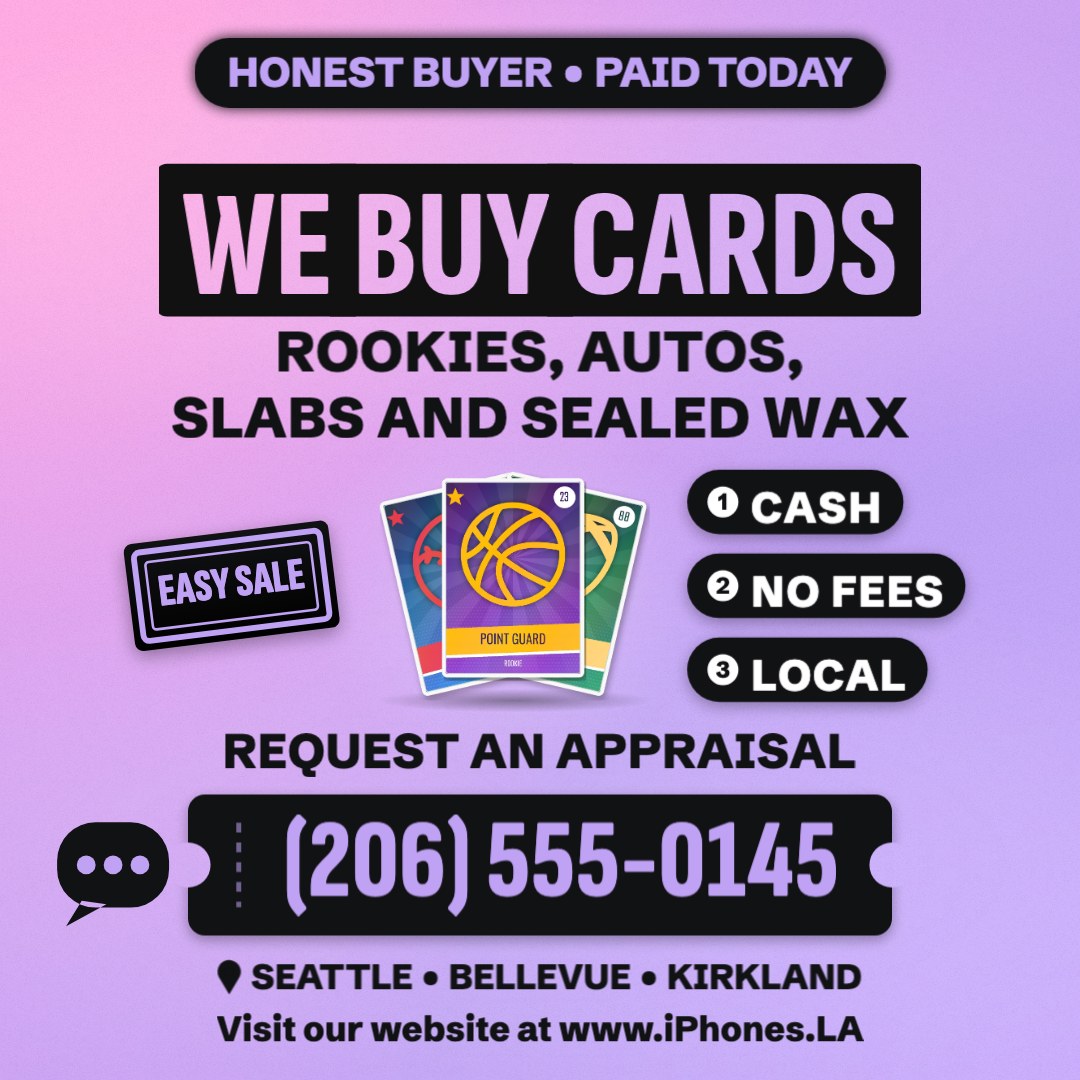 HONEST BUYER • PAID TODAY
WE BUY CARDS
ROOKIES, AUTOS,
SLABS AND SEALED WAX
EASY SALE
23
88
POINT GUARD
ROOKIE
1 CASH
2 NO FEES
3 LOCAL
REQUEST AN APPRAISAL
(206) 555-0145
SEATTLE • BELLEVUE • KIRKLAND
Visit our website at www.iPhones.LA